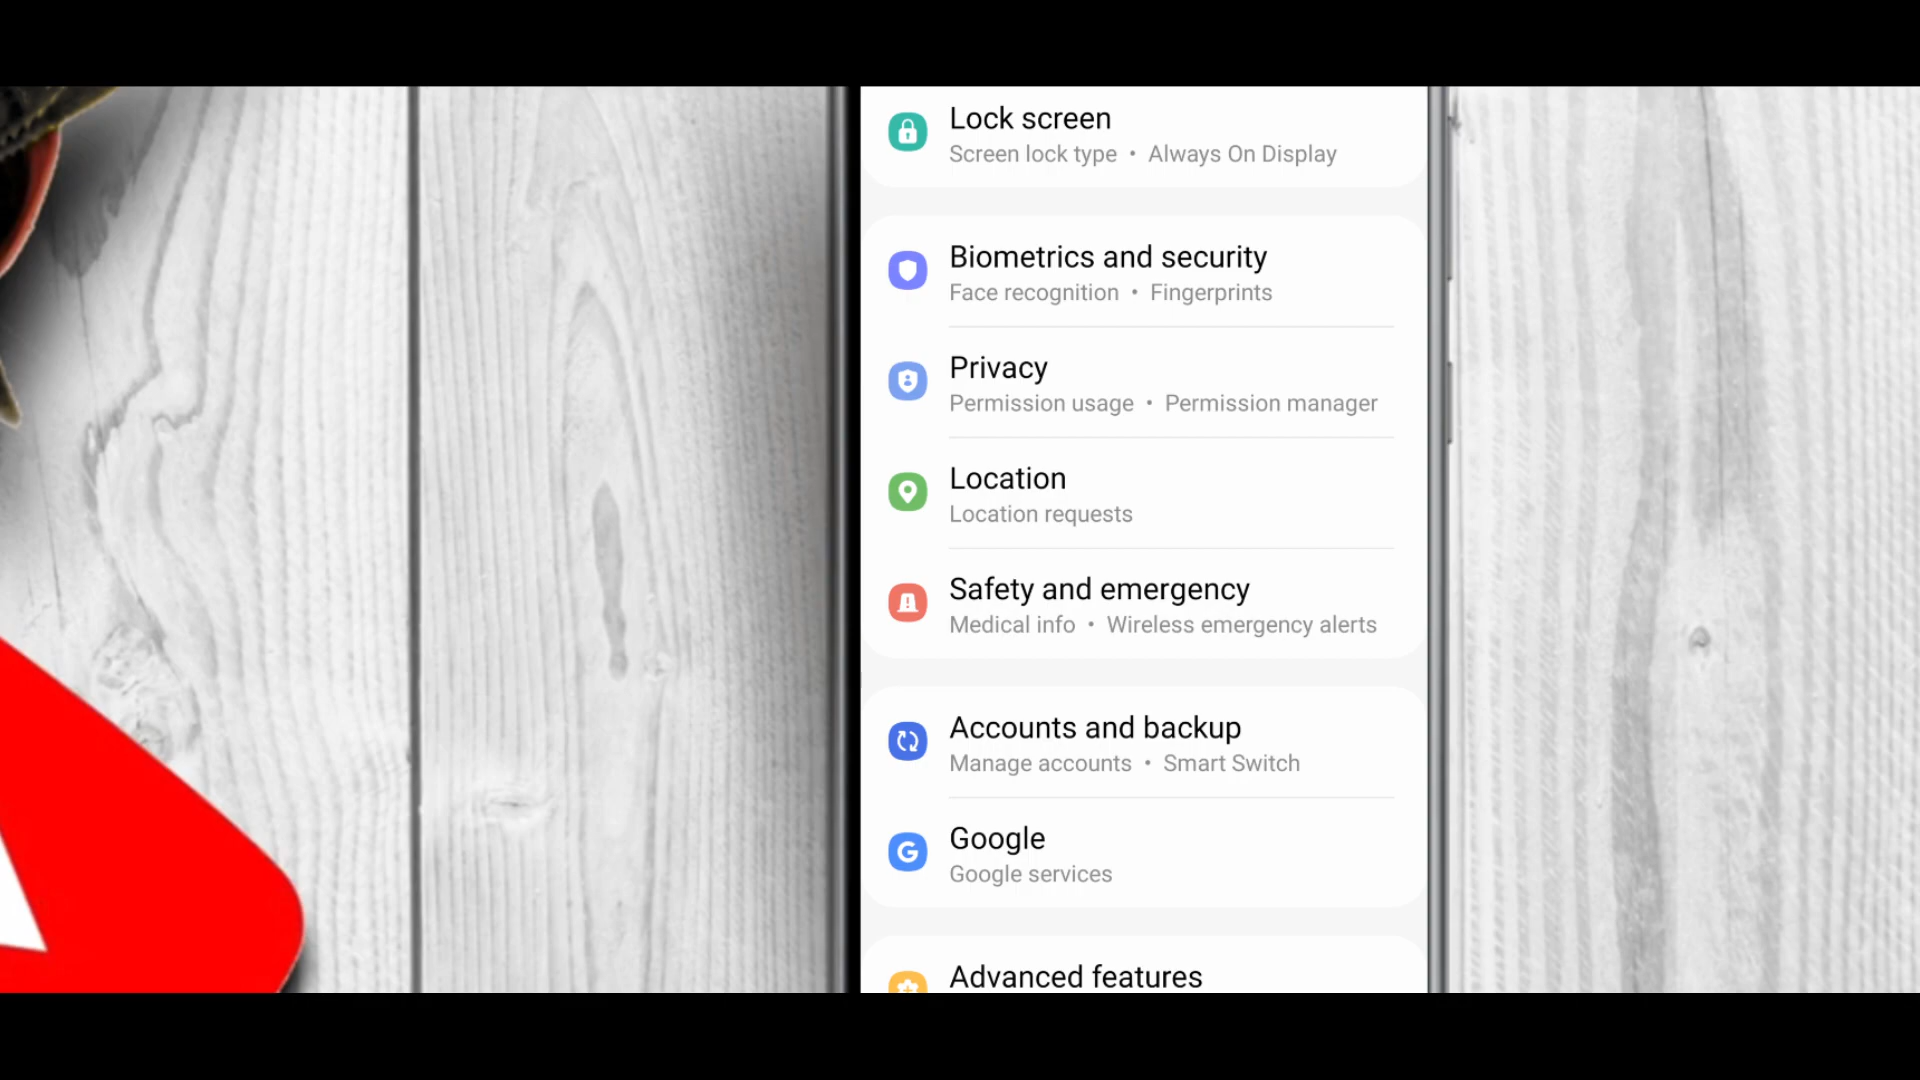 Lock screen
Screen lock type • Always On Display
Biometrics and security
Face recognition • Fingerprints
Privacy
Permission usage • Permission manager
Location
Location requests
Safety and emergency
Medical info • Wireless emergency alerts
Accounts and backup
Manage accounts • Smart Switch
Google
Google services
Advanced features